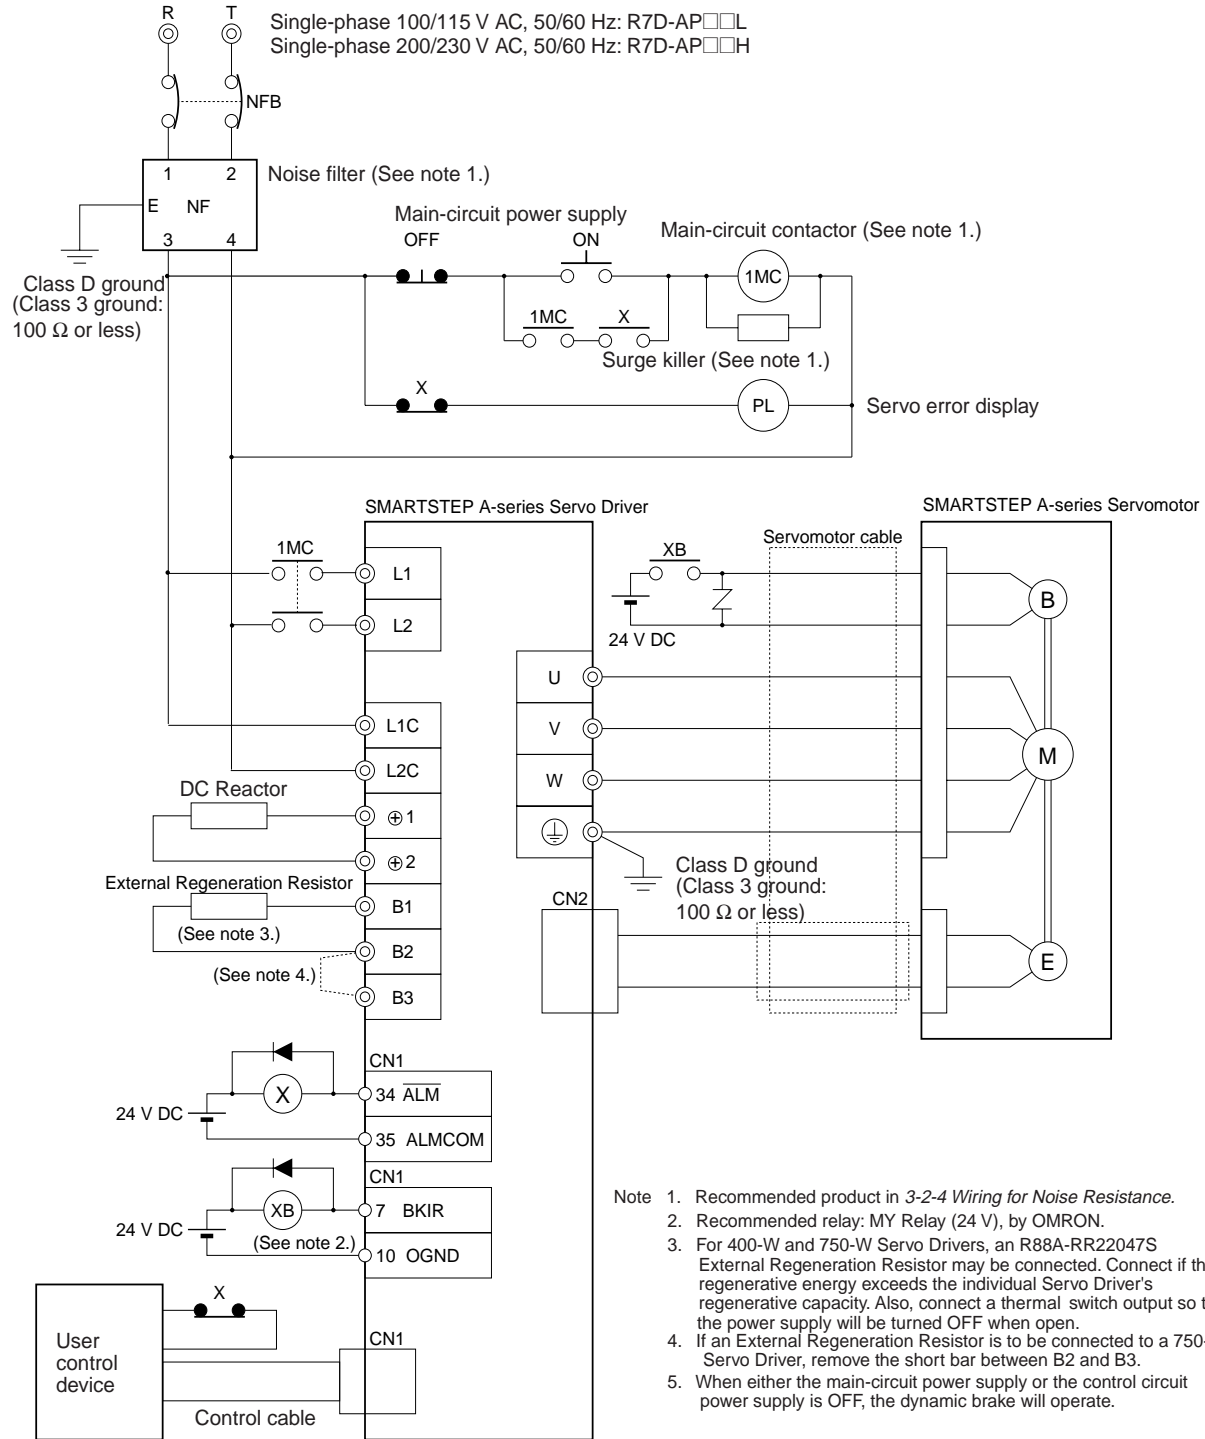 R T
Single-phase 100/115 V AC, 50/60 Hz: R7D-AP□□L
Single-phase 200/230 V AC, 50/60 Hz: R7D-AP□□H
NFB
1 2
Noise filter (See note 1.)
E NF
3 4
Class D ground
(Class 3 ground:
100 Ω or less)
Main-circuit power supply
OFF ON
Main-circuit contactor (See note 1.)
1MC
1MC X
Surge killer (See note 1.)
X
PL
Servo error display
SMARTSTEP A-series Servo Driver
SMARTSTEP A-series Servomotor
1MC
L1
L2
XB
24 V DC
Servomotor cable
B
U
V
W
M
L1C
L2C
DC Reactor
⊕1
⊕2
Class D ground
(Class 3 ground:
100 Ω or less)
External Regeneration Resistor
(See note 3.)
B1
B2
(See note 4.)
B3
CN2
E
CN1
X
24 V DC
34 A̅L̅M̅
35 ALMCOM
CN1
XB
24 V DC
(See note 2.)
7 BKIR
10 OGND
X
User
control
device
CN1
Control cable
Note 1. Recommended product in 3-2-4 Wiring for Noise Resistance.
2. Recommended relay: MY Relay (24 V), by OMRON.
3. For 400-W and 750-W Servo Drivers, an R88A-RR22047S
External Regeneration Resistor may be connected. Connect if
regenerative energy exceeds the individual Servo Driver's
regenerative capacity. Also, connect a thermal switch output so
the power supply will be turned OFF when open.
4. If an External Regeneration Resistor is to be connected to a 750-
Servo Driver, remove the short bar between B2 and B3.
5. When either the main-circuit power supply or the control circuit
power supply is OFF, the dynamic brake will operate.